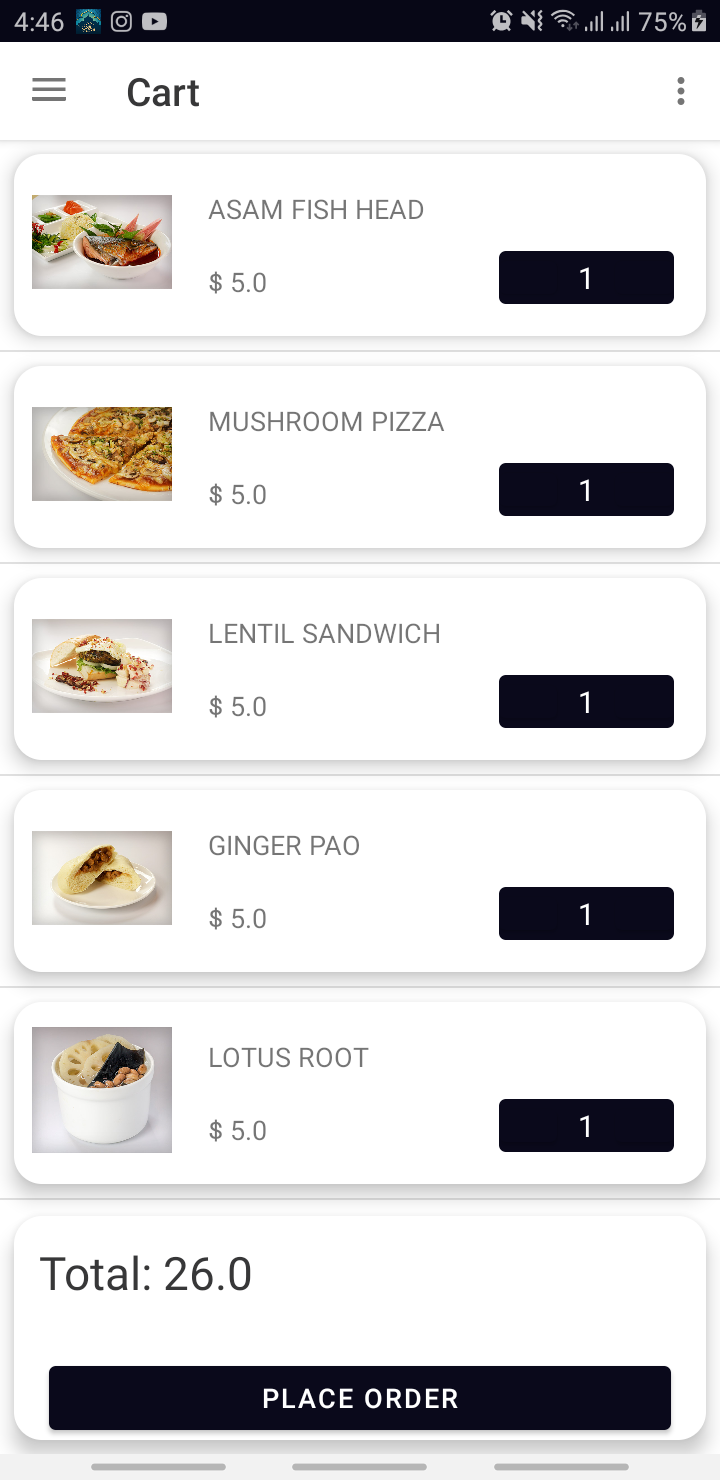 4:46 75%
Cart
ASAM FISH HEAD
$ 5.0 1
MUSHROOM PIZZA
$ 5.0 1
LENTIL SANDWICH
$ 5.0 1
GINGER PAO
$ 5.0 1
LOTUS ROOT
$ 5.0 1
Total: 26.0
PLACE ORDER